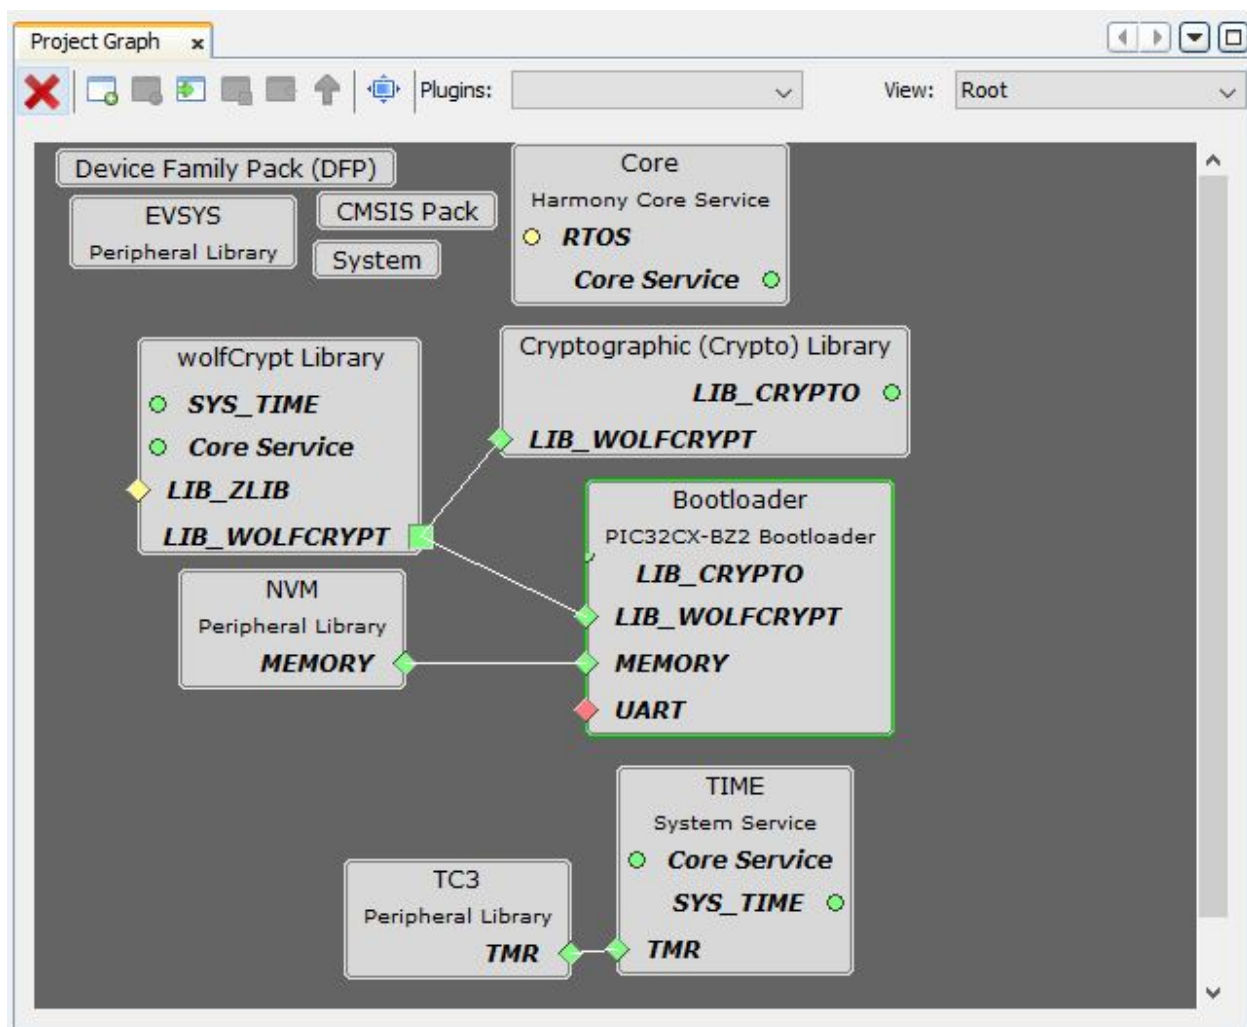 Project Graph
Plugins:
View: Root
Device Family Pack (DFP)
EVSYS
Peripheral Library
CMSIS Pack
System
Core
Harmony Core Service
RTOS
Core Service
wolfCrypt Library
SYS_TIME
Core Service
LIB_ZLIB
LIB_WOLFCRYPT
Cryptographic (Crypto) Library
LIB_CRYPTO
LIB_WOLFCRYPT
Bootloader
PIC32CX-BZ2 Bootloader
LIB_CRYPTO
LIB_WOLFCRYPT
MEMORY
UART
NVM
Peripheral Library
MEMORY
TIME
System Service
Core Service
SYS_TIME
TMR
TC3
Peripheral Library
TMR